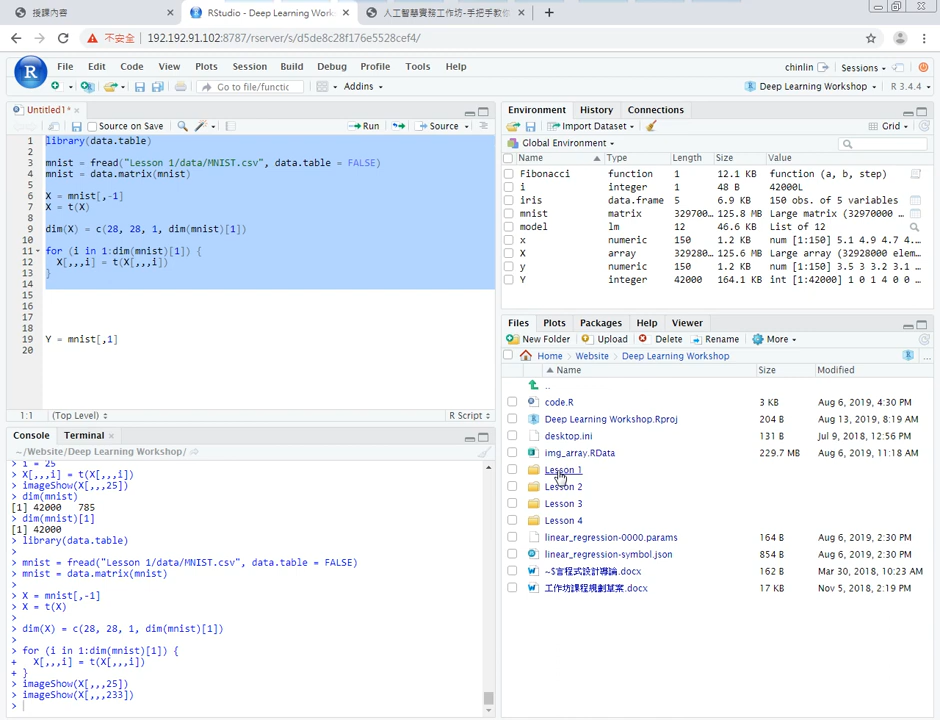 授課內容
RStudio - Deep Learning Work
人工智慧實務工作坊-手把手教你
不安全 192.192.91.102:8787/rserver/s/d5de8c28f176e5528cef4/
File Edit Code View Plots Session Build Debug Profile Tools Help
chinlin Sessions
Go to file/functic Addins
Deep Learning Workshop R 3.4.4
Untitled1*
Source on Save Run Source
1 library(data.table)
2
3 mnist = fread("Lesson 1/data/MNIST.csv", data.table = FALSE)
4 mnist = data.matrix(mnist)
5
6 X = mnist[,-1]
7 X = t(X)
8
9 dim(X) = c(28, 28, 1, dim(mnist)[1])
10
11 for (i in 1:dim(mnist)[1]) {
12 X[,,,i] = t(X[,,,i])
13 }
14
15
16
17
18
19 Y = mnist[,1]
20
1:1 (Top Level) R Script
Console Terminal
~/Website/Deep Learning Workshop/
> i = 25
> X[,,,i] = t(X[,,,i])
> imageShow(X[,,,25])
> dim(mnist)
[1] 42000 785
> dim(mnist)[1]
[1] 42000
> library(data.table)
>
> mnist = fread("Lesson 1/data/MNIST.csv", data.table = FALSE)
> mnist = data.matrix(mnist)
>
> X = mnist[,-1]
> X = t(X)
>
> dim(X) = c(28, 28, 1, dim(mnist)[1])
>
> for (i in 1:dim(mnist)[1]) {
+ X[,,,i] = t(X[,,,i])
+ }
> imageShow(X[,,,25])
> imageShow(X[,,,233])
>
Environment History Connections
Import Dataset Grid
Global Environment
Name Type Length Size Value
Fibonacci function 1 12.1 KB function (a, b, step)
i integer 1 48 B 42000L
iris data.frame 5 6.9 KB 150 obs. of 5 variables
mnist matrix 329700… 125.8 MB Large matrix (32970000 …
model lm 12 46.6 KB List of 12
x numeric 150 1.2 KB num [1:150] 5.1 4.9 4.7 4.…
X array 329280… 125.6 MB Large array (32928000 elem…
y numeric 150 1.2 KB num [1:150] 3.5 3 3.2 3.1 …
Y integer 42000 164.1 KB int [1:42000] 1 0 1 4 0 0 …
Files Plots Packages Help Viewer
New Folder Upload Delete Rename More
Home Website Deep Learning Workshop
Name Size Modified
..
code.R 3 KB Aug 6, 2019, 4:30 PM
Deep Learning Workshop.Rproj 204 B Aug 13, 2019, 8:19 AM
desktop.ini 131 B Jul 9, 2018, 12:56 PM
img_array.RData 229.7 MB Aug 6, 2019, 11:18 AM
Lesson 1
Lesson 2
Lesson 3
Lesson 4
linear_regression-0000.params 164 B Aug 6, 2019, 2:30 PM
linear_regression-symbol.json 854 B Aug 6, 2019, 2:30 PM
~$言程式設計導論.docx 162 B Mar 30, 2018, 10:23 AM
工作坊課程規劃草案.docx 17 KB Nov 5, 2018, 2:19 PM